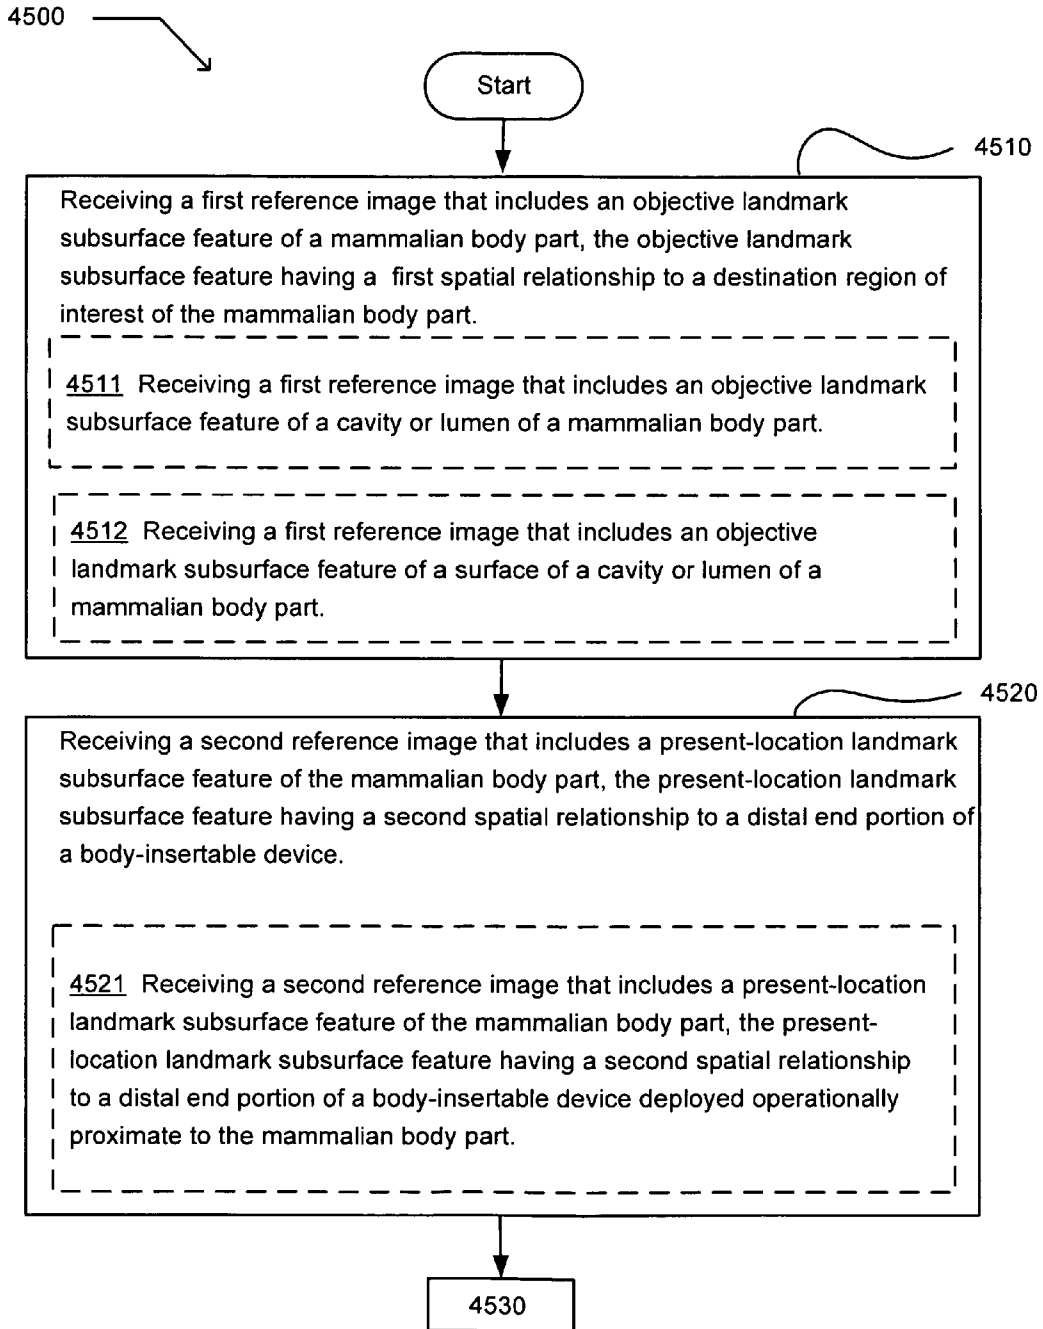 4500
Start
4510
Receiving a first reference image that includes an objective landmark
subsurface feature of a mammalian body part, the objective landmark
subsurface feature having a first spatial relationship to a destination region of
interest of the mammalian body part.
4511 Receiving a first reference image that includes an objective landmark
subsurface feature of a cavity or lumen of a mammalian body part.
4512 Receiving a first reference image that includes an objective
landmark subsurface feature of a surface of a cavity or lumen of a
mammalian body part.
4520
Receiving a second reference image that includes a present-location landmark
subsurface feature of the mammalian body part, the present-location landmark
subsurface feature having a second spatial relationship to a distal end portion of
a body-insertable device.
4521 Receiving a second reference image that includes a present-location
landmark subsurface feature of the mammalian body part, the present-
location landmark subsurface feature having a second spatial relationship
to a distal end portion of a body-insertable device deployed operationally
proximate to the mammalian body part.
4530